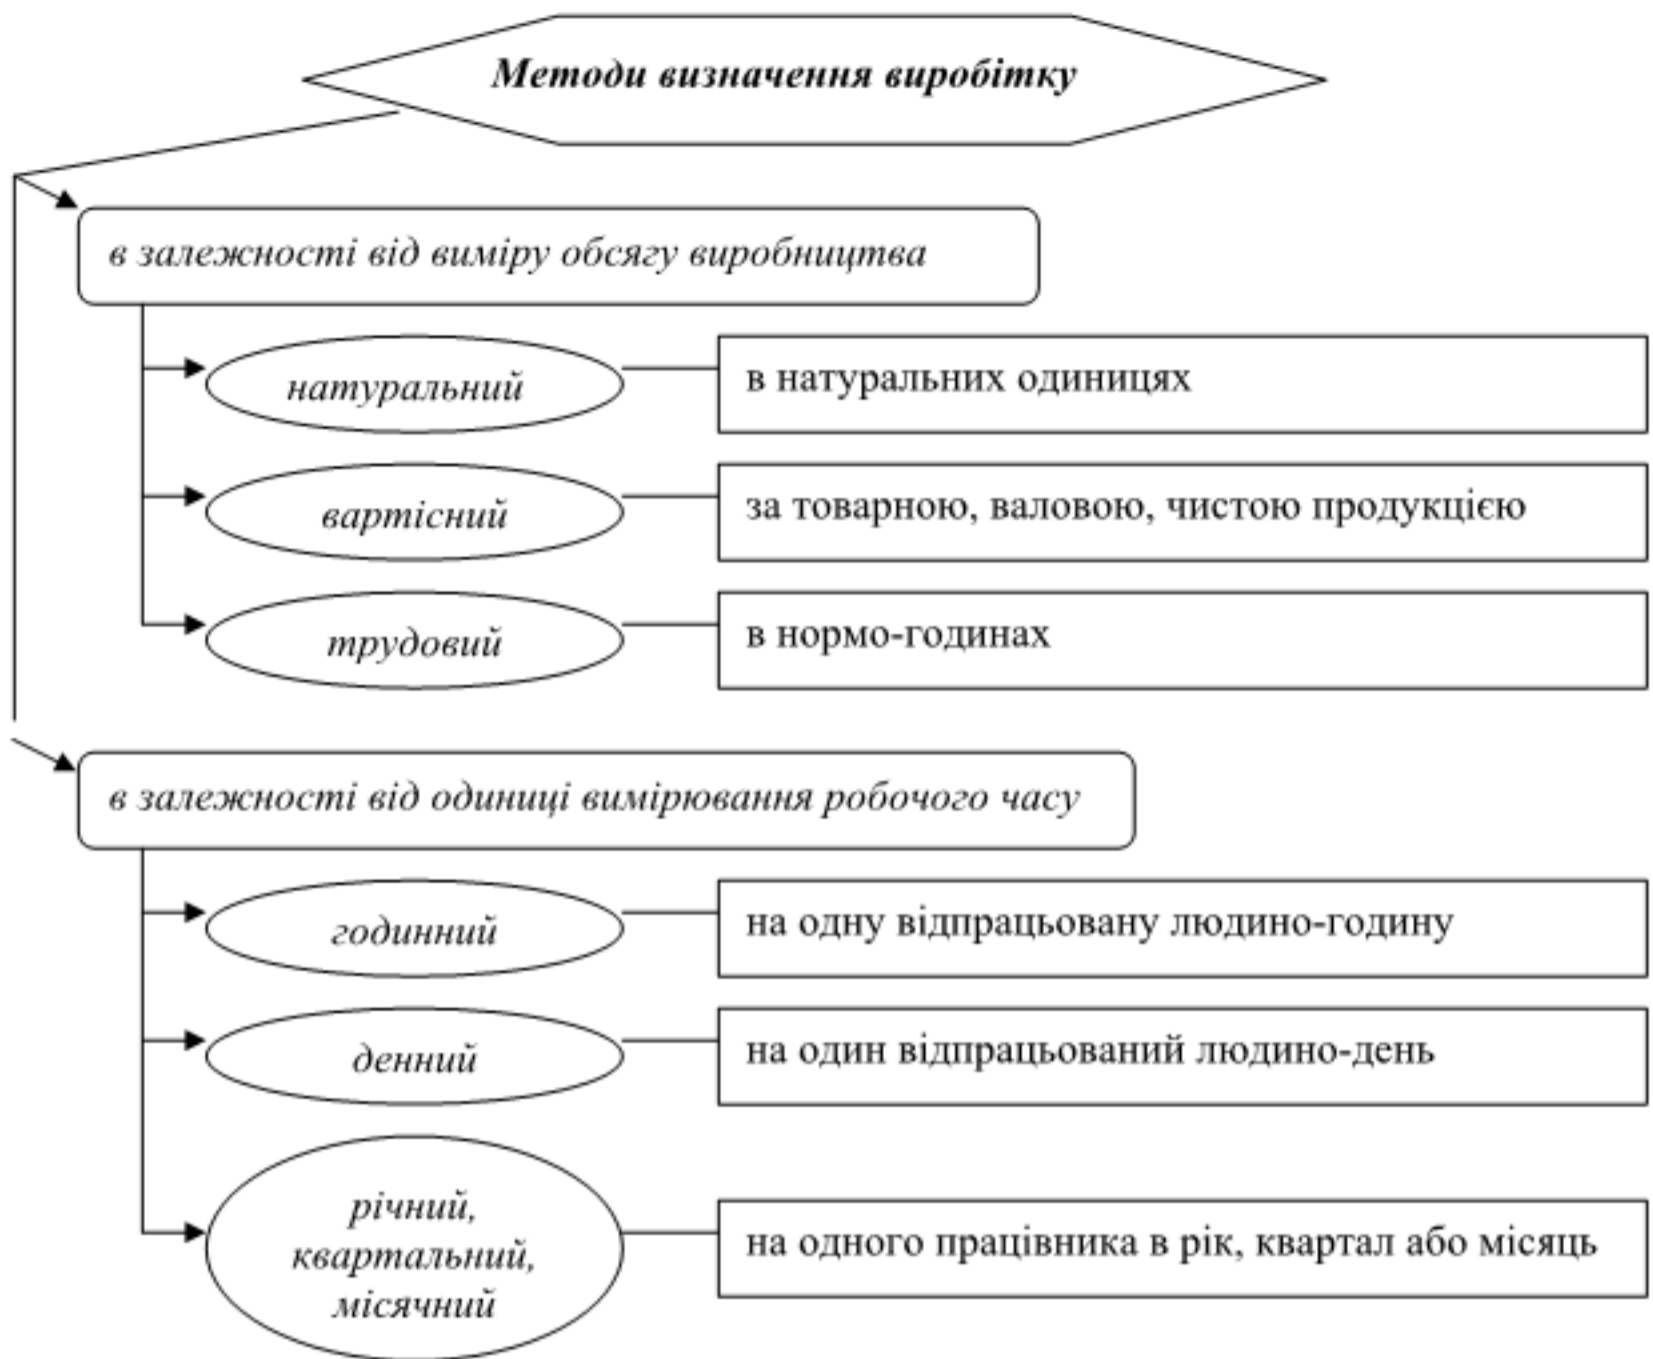 Методи визначення виробітку
в залежності від виміру обсягу виробництва
натуральний
в натуральних одиницях
вартісний
за товарною, валовою, чистою продукцією
трудовий
в нормо-годинах
в залежності від одиниці вимірювання робочого часу
годинний
на одну відпрацьовану людино-годину
денний
на один відпрацьований людино-день
річний,
квартальний,
місячний
на одного працівника в рік, квартал або місяць